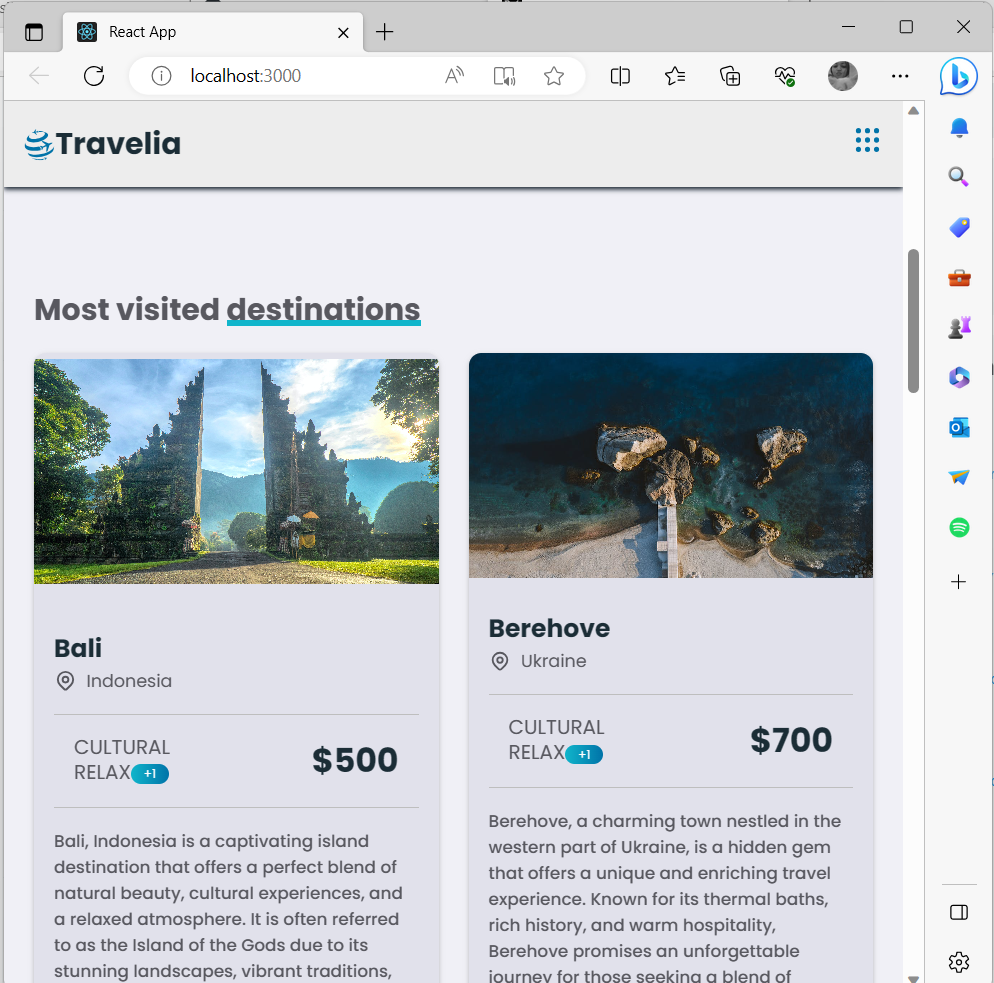 React App
localhost:3000
Travelia
Most visited destinations
Bali
Indonesia
CULTURAL
RELAX +1
$500
Bali, Indonesia is a captivating island
destination that offers a perfect blend of
natural beauty, cultural experiences, and
a relaxed atmosphere. It is often referred
to as the Island of the Gods due to its
stunning landscapes, vibrant traditions,
Berehove
Ukraine
CULTURAL
RELAX +1
$700
Berehove, a charming town nestled in the
western part of Ukraine, is a hidden gem
that offers a unique and enriching travel
experience. Known for its thermal baths,
rich history, and warm hospitality,
Berehove promises an unforgettable
journey for those seeking a blend of